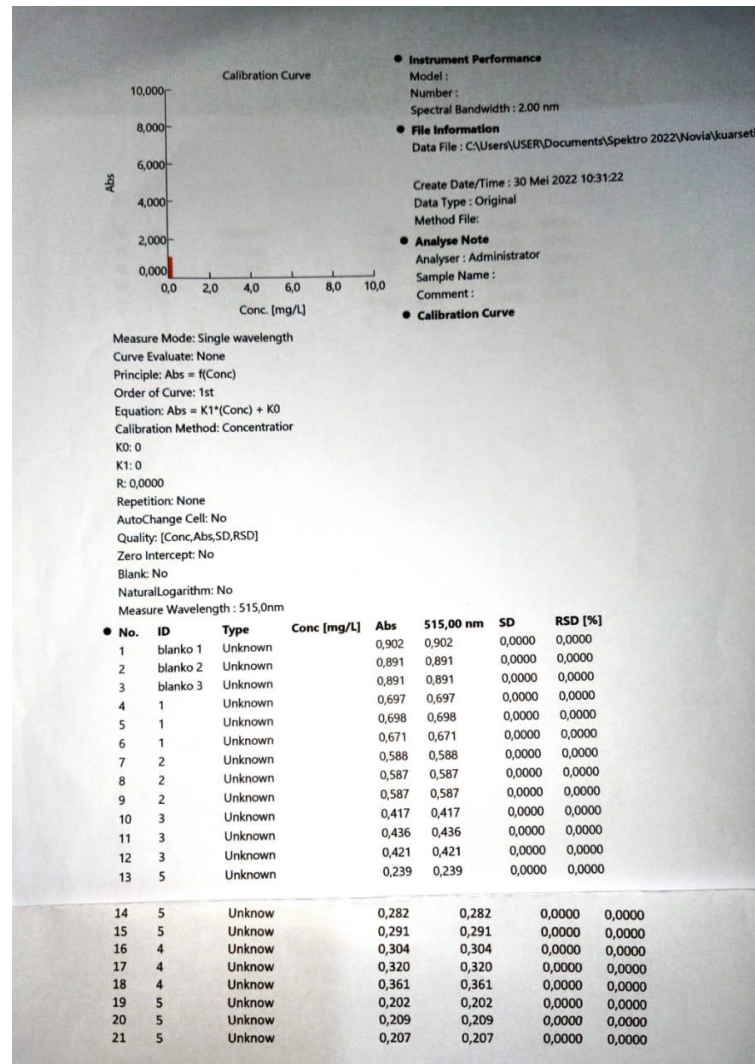 Calibration Curve
10,000
8,000
6,000
4,000
2,000
0,000
Abs
0,0 2,0 4,0 6,0 8,0 10,0
Conc. [mg/L]
● Instrument Performance
Model :
Number :
Spectral Bandwidth : 2.00 nm
● File Information
Data File : C:\Users\USER\Documents\Spektro 2022\Novia\kuarseti
Create Date/Time : 30 Mei 2022 10:31:22
Data Type : Original
Method File:
● Analyse Note
Analyser : Administrator
Sample Name :
Comment :
● Calibration Curve
Measure Mode: Single wavelength
Curve Evaluate: None
Principle: Abs = f(Conc)
Order of Curve: 1st
Equation: Abs = K1*(Conc) + K0
Calibration Method: Concentratior
K0: 0
K1: 0
R: 0,0000
Repetition: None
AutoChange Cell: No
Quality: [Conc,Abs,SD,RSD]
Zero Intercept: No
Blank: No
NaturalLogarithm: No
Measure Wavelength : 515,0nm
● No. ID Type Conc [mg/L] Abs 515,00 nm SD RSD [%]
1 blanko 1 Unknown 0,902 0,902 0,0000 0,0000
2 blanko 2 Unknown 0,891 0,891 0,0000 0,0000
3 blanko 3 Unknown 0,891 0,891 0,0000 0,0000
4 1 Unknown 0,697 0,697 0,0000 0,0000
5 1 Unknown 0,698 0,698 0,0000 0,0000
6 1 Unknown 0,671 0,671 0,0000 0,0000
7 2 Unknown 0,588 0,588 0,0000 0,0000
8 2 Unknown 0,587 0,587 0,0000 0,0000
9 2 Unknown 0,587 0,587 0,0000 0,0000
10 3 Unknown 0,417 0,417 0,0000 0,0000
11 3 Unknown 0,436 0,436 0,0000 0,0000
12 3 Unknown 0,421 0,421 0,0000 0,0000
13 5 Unknown 0,239 0,239 0,0000 0,0000
14 5 Unknow 0,282 0,282 0,0000 0,0000
15 5 Unknow 0,291 0,291 0,0000 0,0000
16 4 Unknow 0,304 0,304 0,0000 0,0000
17 4 Unknow 0,320 0,320 0,0000 0,0000
18 4 Unknow 0,361 0,361 0,0000 0,0000
19 5 Unknow 0,202 0,202 0,0000 0,0000
20 5 Unknow 0,209 0,209 0,0000 0,0000
21 5 Unknow 0,207 0,207 0,0000 0,0000